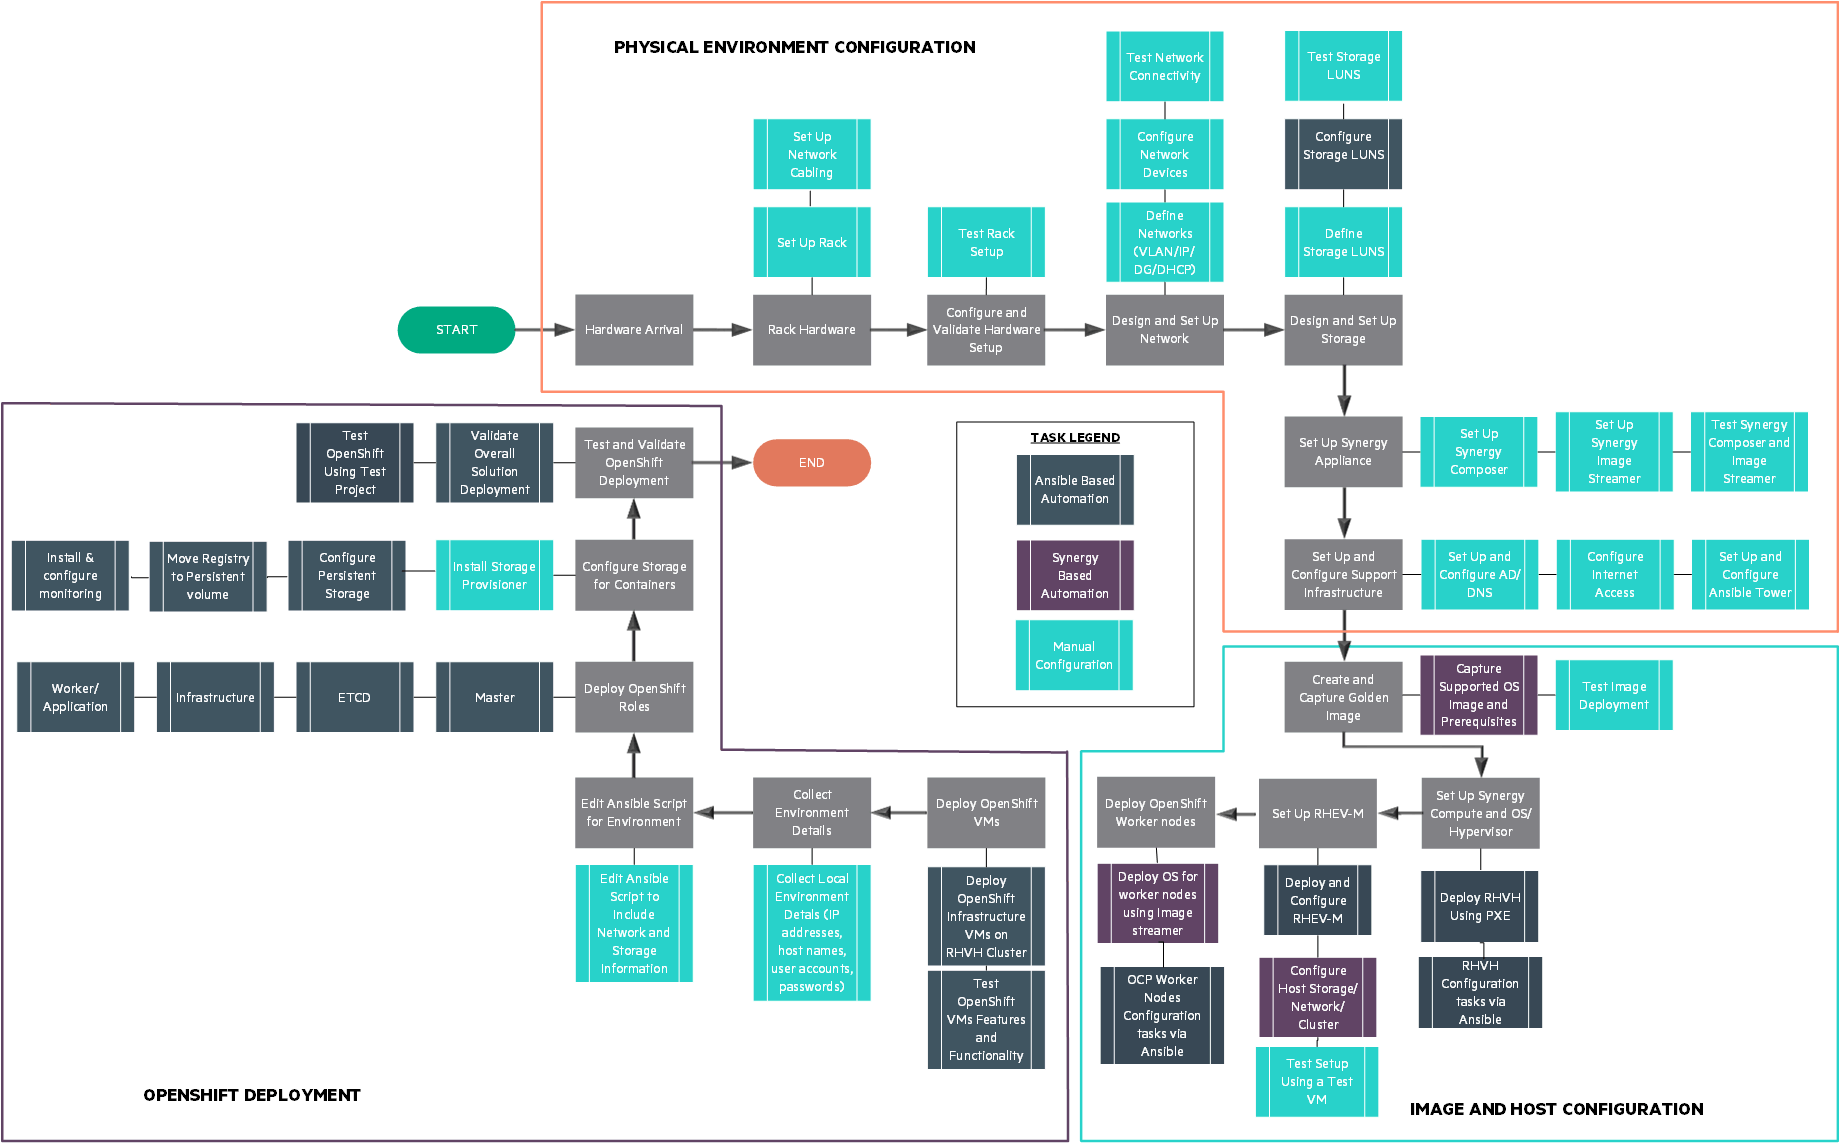 PHYSICAL ENVIRONMENT CONFIGURATION
Test Network
Connectivity
Test Storage
LUNS
Set Up
Network
Cabling
Configure
Network
Devices
Configure
Storage LUNS
Set Up Rack
Test Rack
Setup
Define
Networks
(VLAN/IP/
DG/DHCP)
Define
Storage LUNS
START
Hardware Arrival
Rack Hardware
Configure and
Validate Hardware
Setup
Design and Set Up
Network
Design and Set Up
Storage
Set Up Synergy
Appliance
Set Up
Synergy
Composer
Set Up
Synergy
Image
Streamer
Test Synergy
Composer and
Image
Streamer
Set Up and
Configure Support
Infrastructure
Set Up and
Configure AD/
DNS
Configure
Internet
Access
Set Up and
Configure
Ansible Tower
TASK LEGEND
Ansible Based
Automation
Synergy
Based
Automation
Manual
Configuration
Test
OpenShift
Using Test
Project
Validate
Overall
Solution
Deployment
Test and Validate
OpenShift
Deployment
END
Install &
configure
monitoring
Move Registry
to Persistent
volume
Configure
Persistent
Storage
Install Storage
Provisioner
Configure Storage
for Containers
Worker/
Application
Infrastructure
ETCD
Master
Deploy OpenShift
Roles
Create and
Capture Golden
Image
Capture
Supported OS
Image and
Prerequisites
Test Image
Deployment
Edit Ansible Script
for Environment
Collect
Environment
Details
Deploy OpenShift
VMs
Deploy OpenShift
Worker nodes
Set Up RHEV-M
Set Up Synergy
Compute and OS/
Hypervisor
Edit Ansible
Script to
Include
Network and
Storage
Information
Collect Local
Environment
Detals (IP
addresses,
host names,
user accounts,
passwords)
Deploy
OpenShift
Infrastructure
VMs on
RHVH Cluster
Test
OpenShift
VMs Features
and
Functionality
Deploy OS for
worker nodes
using Image
streamer
OCP Worker
Nodes
Configuration
tasks via
Ansible
Deploy and
Configure
RHEV-M
Configure
Host Storage/
Network/
Cluster
Test Setup
Using a Test
VM
Deploy RHVH
Using PXE
RHVH
Configuration
tasks via
Ansible
OPENSHIFT DEPLOYMENT
IMAGE AND HOST CONFIGURATION